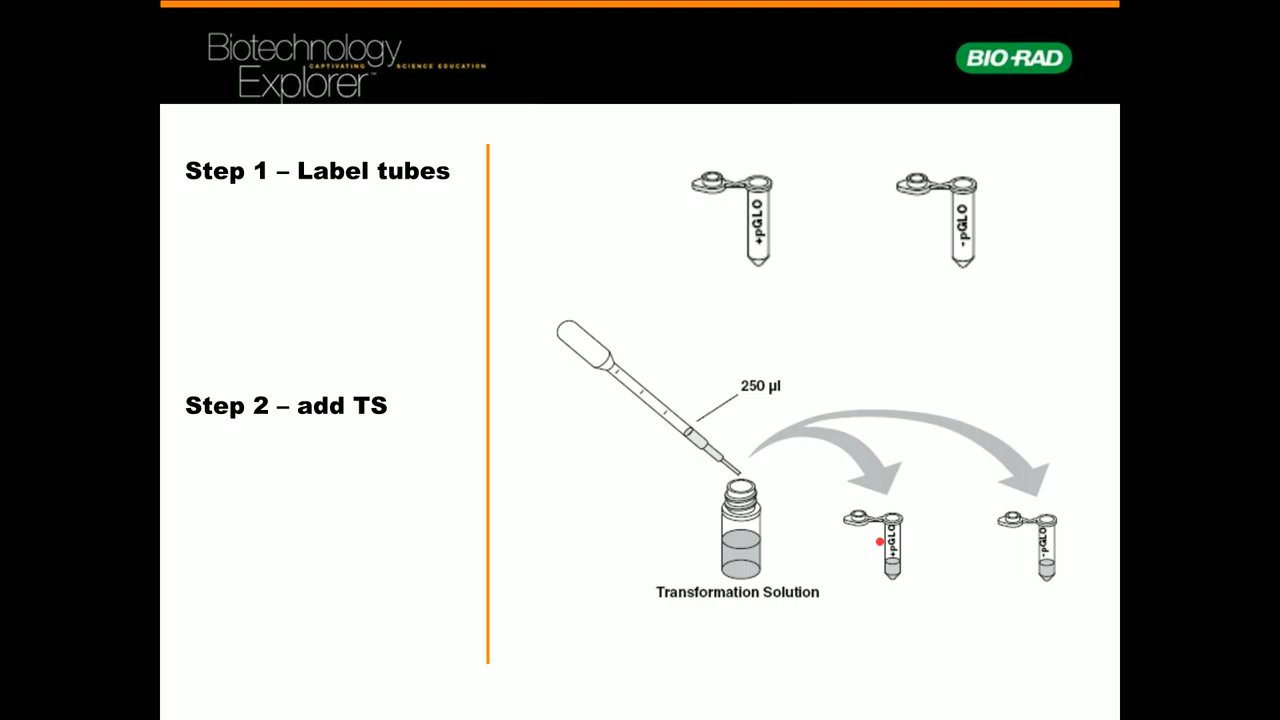 Biotechnology
CAPTIVATING SCIENCE EDUCATION
Explorer™
BIO-RAD
Step 1 – Label tubes
+pGLO
-pGLO
Step 2 – add TS
250 µl
+pGLO
-pGLO
Transformation Solution